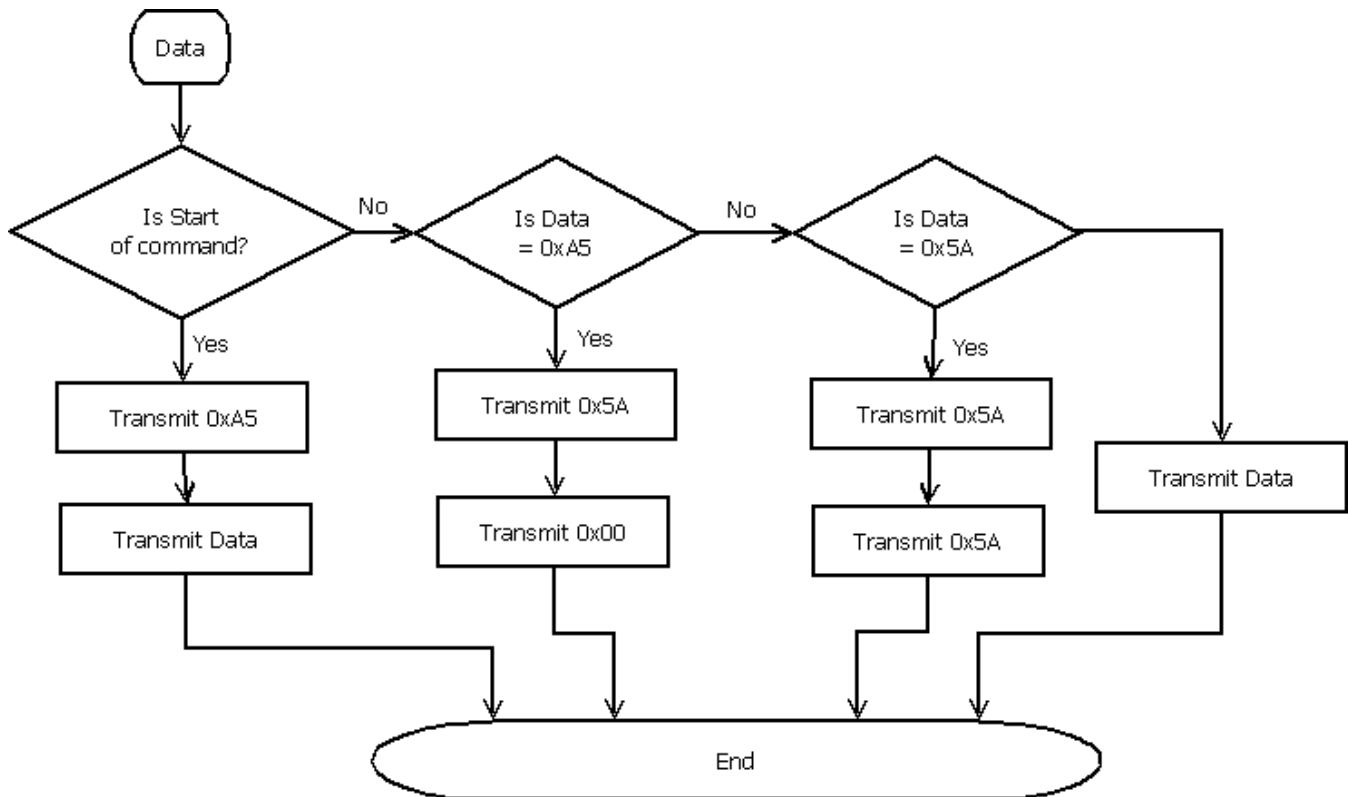 Data
Is Start
of command?
No
Is Data
= 0xA5
No
Is Data
= 0x5A
Yes
Yes
Yes
Transmit 0xA5
Transmit 0x5A
Transmit 0x5A
Transmit Data
Transmit Data
Transmit 0x00
Transmit 0x5A
End